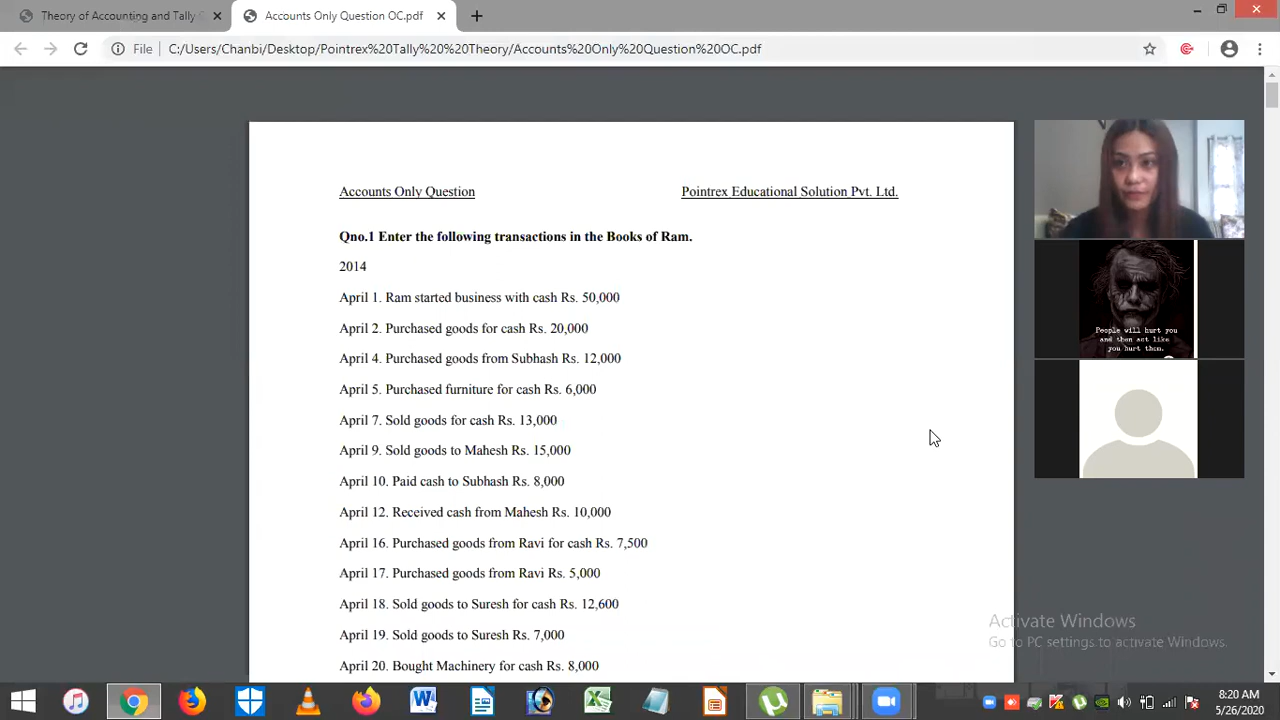 Theory of Accounting and Tally
Accounts Only Question OC.pdf
File
C:/Users/Chanbi/Desktop/Pointrex%20Tally%20%20Theory/Accounts%20Only%20Question%20OC.pdf
Accounts Only Question
Pointrex Educational Solution Pvt. Ltd.
Qno.1 Enter the following transactions in the Books of Ram.
2014
April 1. Ram started business with cash Rs. 50,000
April 2. Purchased goods for cash Rs. 20,000
April 4. Purchased goods from Subhash Rs. 12,000
April 5. Purchased furniture for cash Rs. 6,000
April 7. Sold goods for cash Rs. 13,000
April 9. Sold goods to Mahesh Rs. 15,000
April 10. Paid cash to Subhash Rs. 8,000
April 12. Received cash from Mahesh Rs. 10,000
April 16. Purchased goods from Ravi for cash Rs. 7,500
April 17. Purchased goods from Ravi Rs. 5,000
April 18. Sold goods to Suresh for cash Rs. 12,600
April 19. Sold goods to Suresh Rs. 7,000
April 20. Bought Machinery for cash Rs. 8,000
People will hurt you
and then act like
you hurt them.
Activate Windows
Go to PC settings to activate Windows.
8:20 AM
5/26/2020